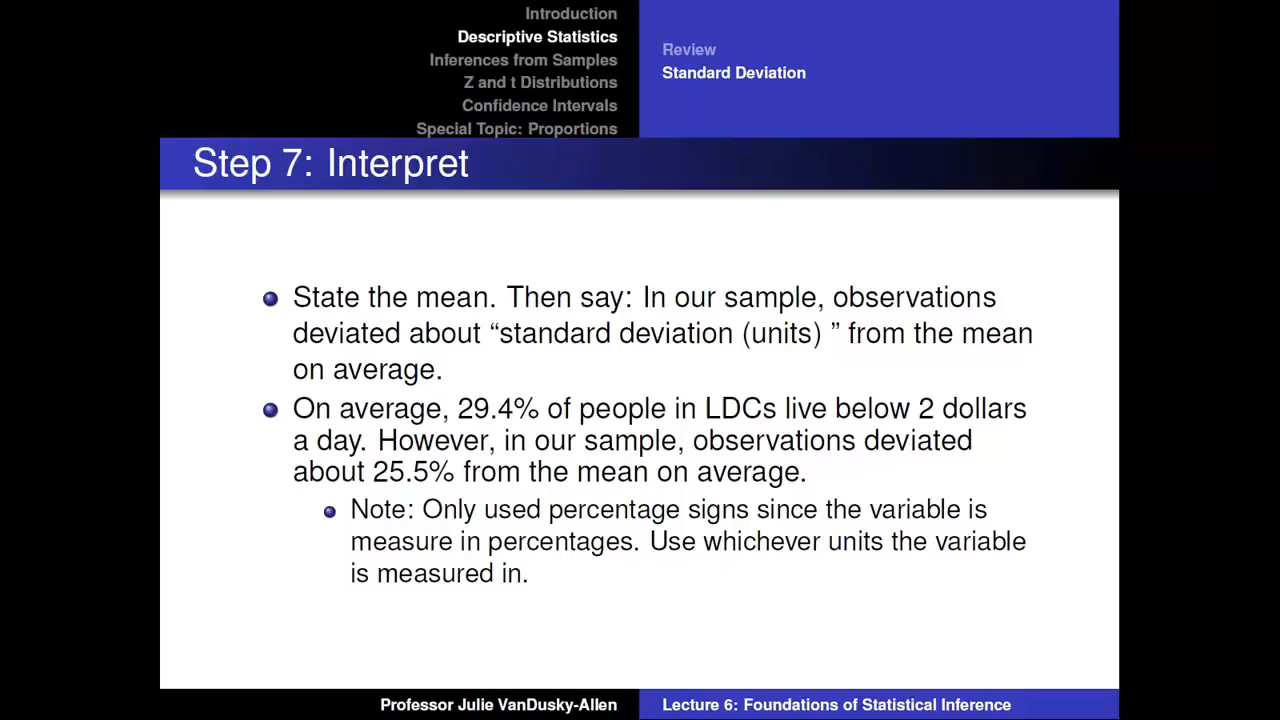 Introduction
Descriptive Statistics
Inferences from Samples
Z and t Distributions
Confidence Intervals
Special Topic: Proportions
Review
Standard Deviation
Step 7: Interpret
State the mean. Then say: In our sample, observations
deviated about “standard deviation (units) ” from the mean
on average.
On average, 29.4% of people in LDCs live below 2 dollars
a day. However, in our sample, observations deviated
about 25.5% from the mean on average.
Note: Only used percentage signs since the variable is
measure in percentages. Use whichever units the variable
is measured in.
Professor Julie VanDusky-Allen
Lecture 6: Foundations of Statistical Inference